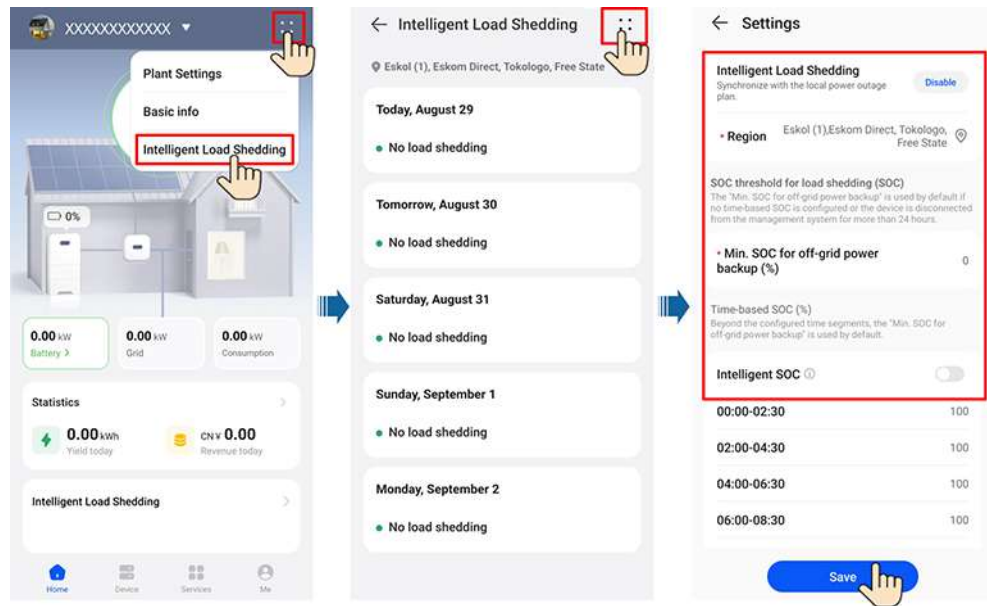 XXXXXXXXXXXX
Plant Settings
Basic info
Intelligent Load Shedding
0%
0.00 kW
Battery >
0.00 kW
Grid
0.00 kW
Consumption
Statistics
0.00 kWh
Yield today
CN¥ 0.00
Revenue today
Intelligent Load Shedding
Home
Device
Services
Me
Intelligent Load Shedding
Eskol (1), Eskom Direct, Tokologo, Free State
Today, August 29
No load shedding
Tomorrow, August 30
No load shedding
Saturday, August 31
No load shedding
Sunday, September 1
No load shedding
Monday, September 2
No load shedding
Settings
Intelligent Load Shedding
Synchronize with the local power outage
plan.
Disable
• Region
Eskol (1),Eskom Direct, Tokologo,
Free State
SOC threshold for load shedding (SOC)
The "Min. SOC for off-grid power backup" is used by default if
no time-based SOC is configured or the device is disconnected
from the management system for more than 24 hours.
• Min. SOC for off-grid power
backup (%)
0
Time-based SOC (%)
Beyond the configured time segments, the "Min. SOC for
off-grid power backup" is used by default.
Intelligent SOC
00:00-02:30
100
02:00-04:30
100
04:00-06:30
100
06:00-08:30
100
Save